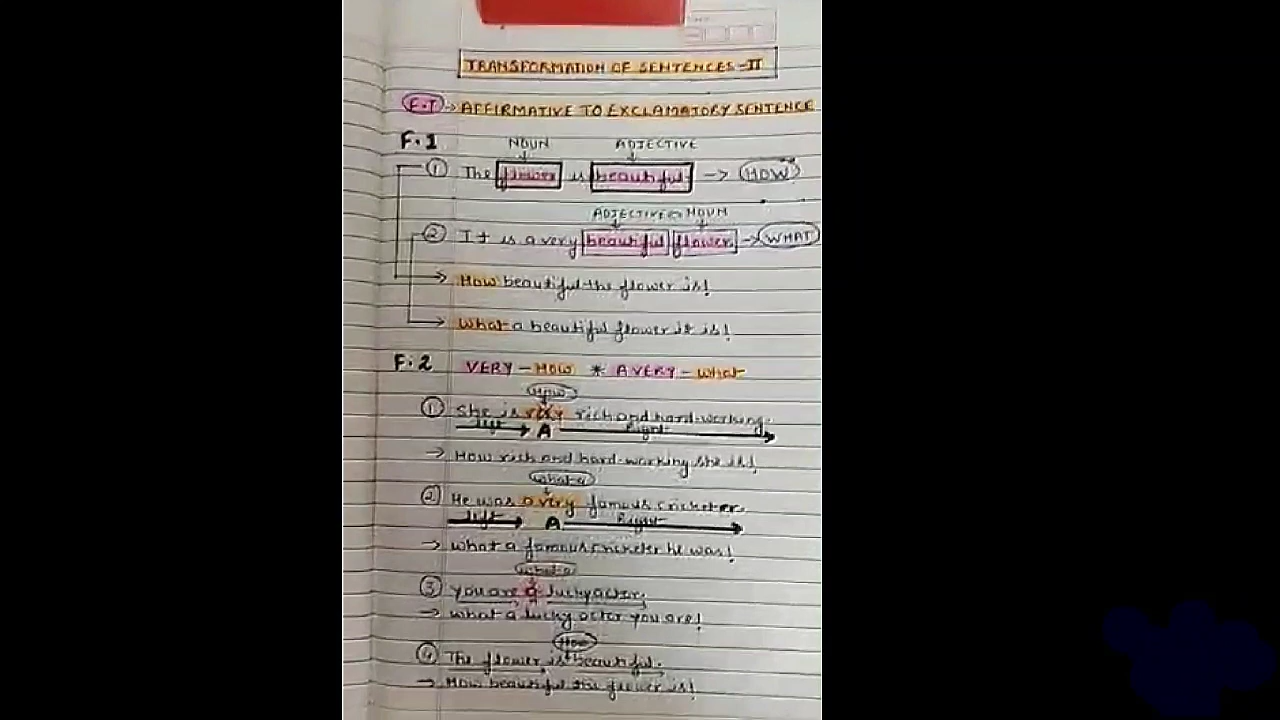 TRANSFORMATION OF SENTENCES-II
F.T → AFFIRMATIVE TO EXCLAMATORY SENTENCE
F.1 NOUN ADJECTIVE
① The flower is beautiful → HOW
ADJECTIVE NOUN
② It is a very beautiful flower → WHAT
→ How beautiful the flower is!
→ What a beautiful flower it is!
F.2 VERY - HOW * A VERY - what
How
① She is very rich and hard-working.
left A Right
→ How rich and hard-working she is!
what a
② He was a very famous cricketer.
left A Right
→ what a famous cricketer he was!
what a
③ you are a lucky actor.
→ what a lucky actor you are!
How
④ The flower is beautiful.
→ How beautiful the flower is!